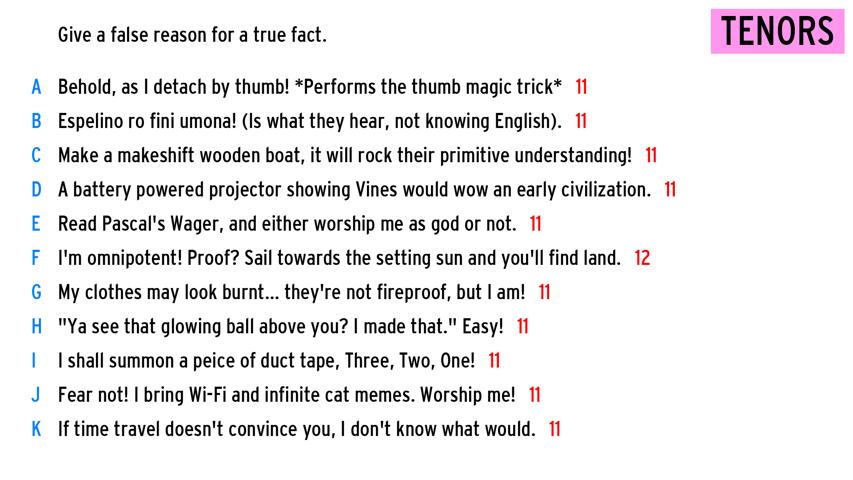 Give a false reason for a true fact.
TENORS
A Behold, as I detach by thumb! *Performs the thumb magic trick* 11
B Espelino ro fini umona! (Is what they hear, not knowing English). 11
C Make a makeshift wooden boat, it will rock their primitive understanding! 11
D A battery powered projector showing Vines would wow an early civilization. 11
E Read Pascal's Wager, and either worship me as god or not. 11
F I'm omnipotent! Proof? Sail towards the setting sun and you'll find land. 12
G My clothes may look burnt... they're not fireproof, but I am! 11
H "Ya see that glowing ball above you? I made that." Easy! 11
I I shall summon a peice of duct tape, Three, Two, One! 11
J Fear not! I bring Wi-Fi and infinite cat memes. Worship me! 11
K If time travel doesn't convince you, I don't know what would. 11